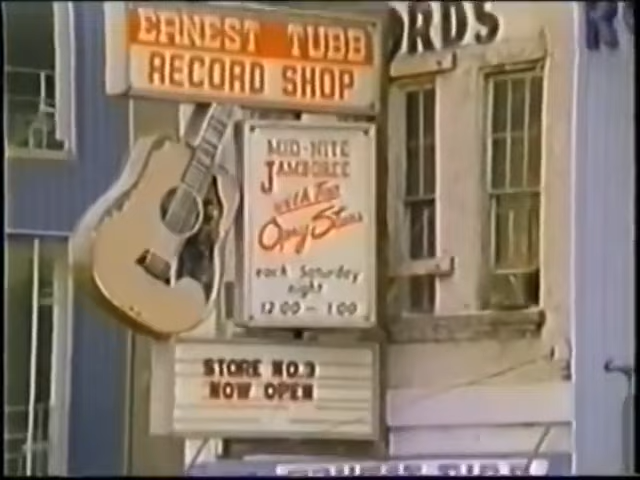 ERNEST TUBB
RECORD SHOP
RDS
MID-NITE
JAMBOREE
with The
Opry Stars
each Saturday
night
12:00 - 1:00
STORE NO.3
NOW OPEN